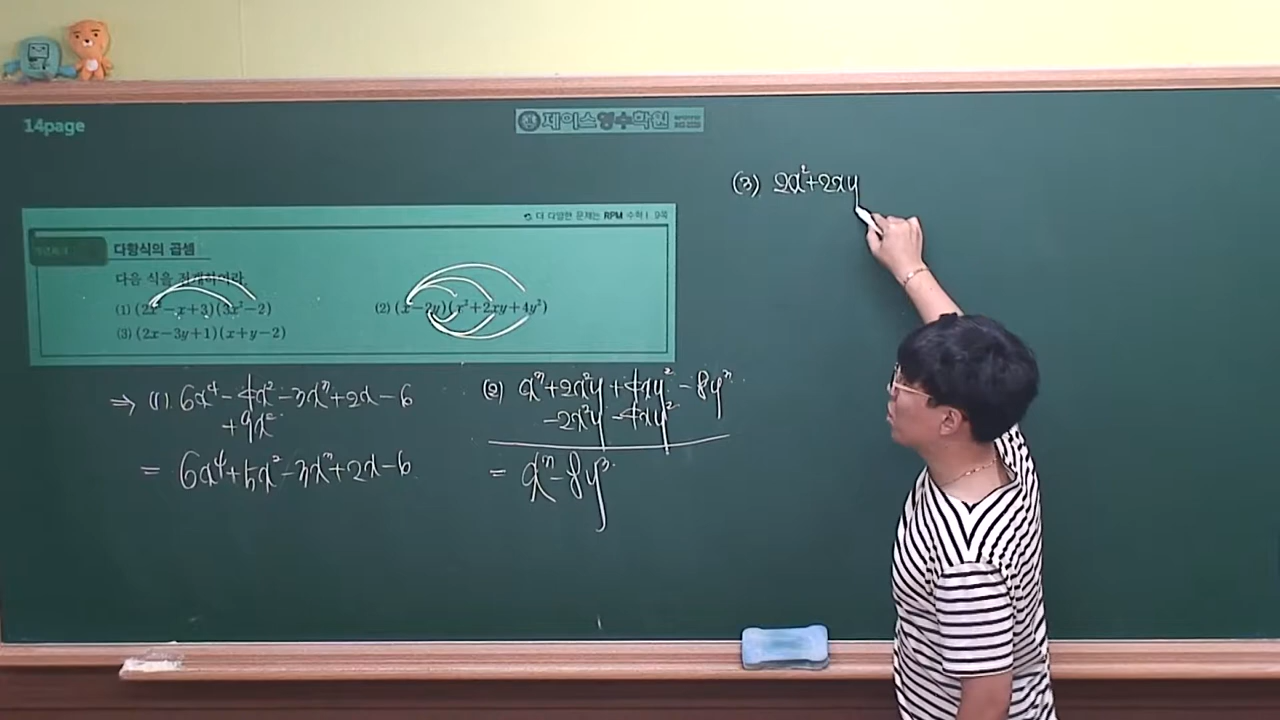 14page
제이스영수학원
더 다양한 문제는 RPM 수학Ⅰ 9쪽
다항식의 곱셈
다음 식을 전개하여라.
(1) (2x²-x+3)(3x²-2)
(2) (x-2y)(x²+2xy+4y²)
(3) (2x-3y+1)(x+y-2)
⇒ (1). 6x⁴-4x²-3x³+2x-6
+9x²
= 6x⁴+5x²-3x³+2x-6
(2) x³+2x²y+4xy²-8y³
-2x²y-4xy²
= x³-8y³
(3) 2x²+2xy